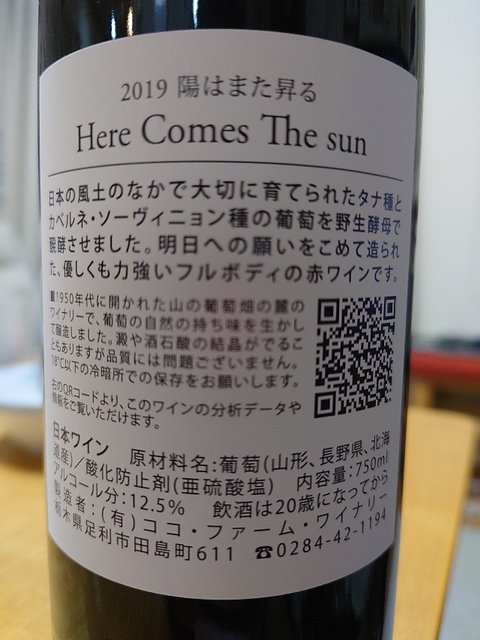 2019 陽はまた昇る
Here Comes The sun
日本の風土のなかで大切に育てられたタナ種と
カベルネ・ソーヴィニョン種の葡萄を野生酵母で
醗酵させました。明日への願いをこめて造られ
た、優しくも力強いフルボディの赤ワインです。
■1950年代に開かれた山の葡萄畑の麓の
ワイナリーで、葡萄の自然の持ち味を生かし
て醸造しました。澱や酒石酸の結晶がでるこ
ともありますが品質には問題ございません。
18℃以下の冷暗所での保存をお願いします。
右のQRコードより、このワインの分析データや
情報をご覧いただけます。
日本ワイン 原材料名:葡萄(山形、長野県、北海
道産)/酸化防止剤(亜硫酸塩) 内容量:750ml
アルコール分:12.5% 飲酒は20歳になってから
製造者:(有)ココ・ファーム・ワイナリー
栃木県足利市田島町611 ☎0284-42-1194